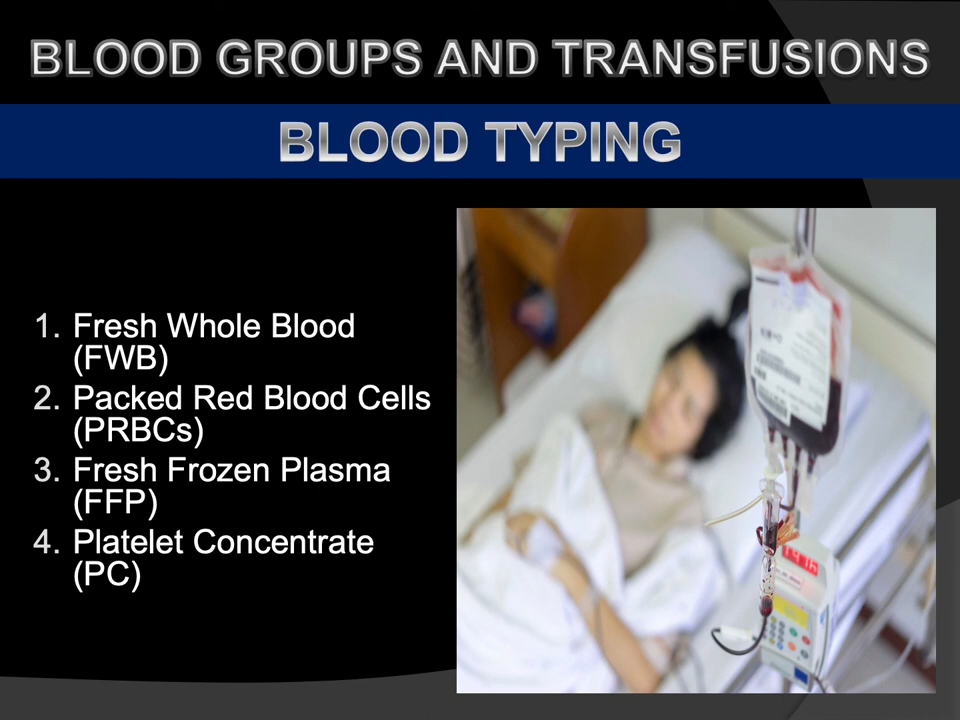 BLOOD GROUPS AND TRANSFUSIONS
BLOOD TYPING
1. Fresh Whole Blood
(FWB)
2. Packed Red Blood Cells
(PRBCs)
3. Fresh Frozen Plasma
(FFP)
4. Platelet Concentrate
(PC)